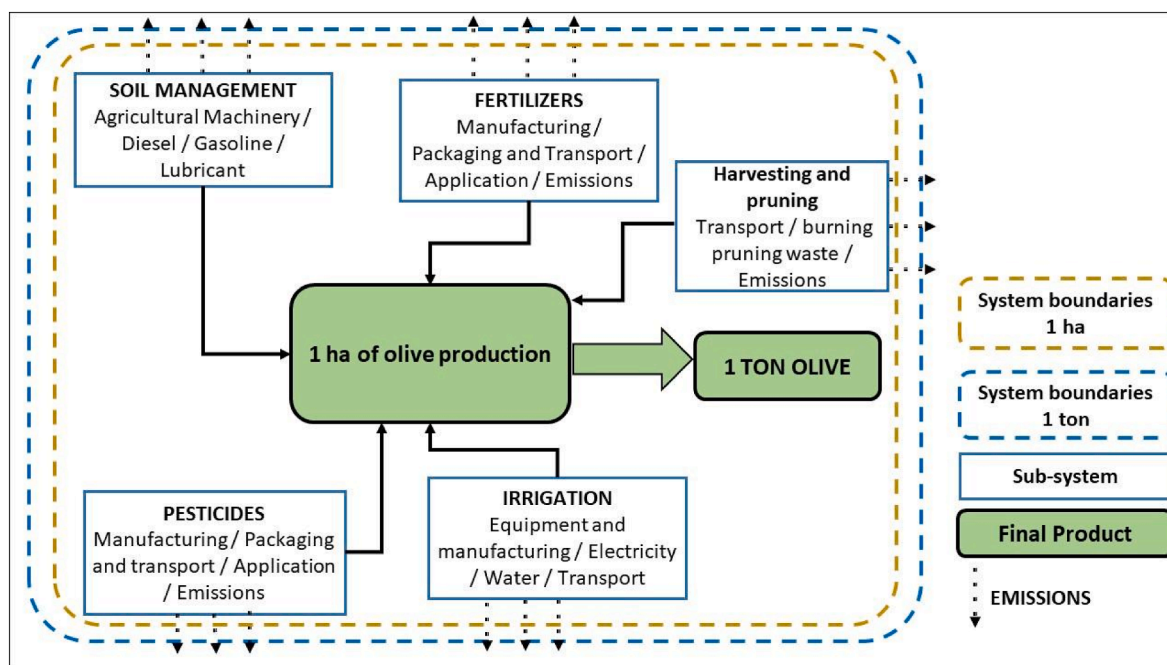 SOIL MANAGEMENT
Agricultural Machinery /
Diesel / Gasoline /
Lubricant
FERTILIZERS
Manufacturing /
Packaging and Transport /
Application / Emissions
Harvesting and
pruning
Transport / burning
pruning waste /
Emissions
1 ha of olive production
1 TON OLIVE
PESTICIDES
Manufacturing / Packaging
and transport / Application
/ Emissions
IRRIGATION
Equipment and
manufacturing / Electricity
/ Water / Transport
System boundaries
1 ha
System boundaries
1 ton
Sub-system
Final Product
EMISSIONS